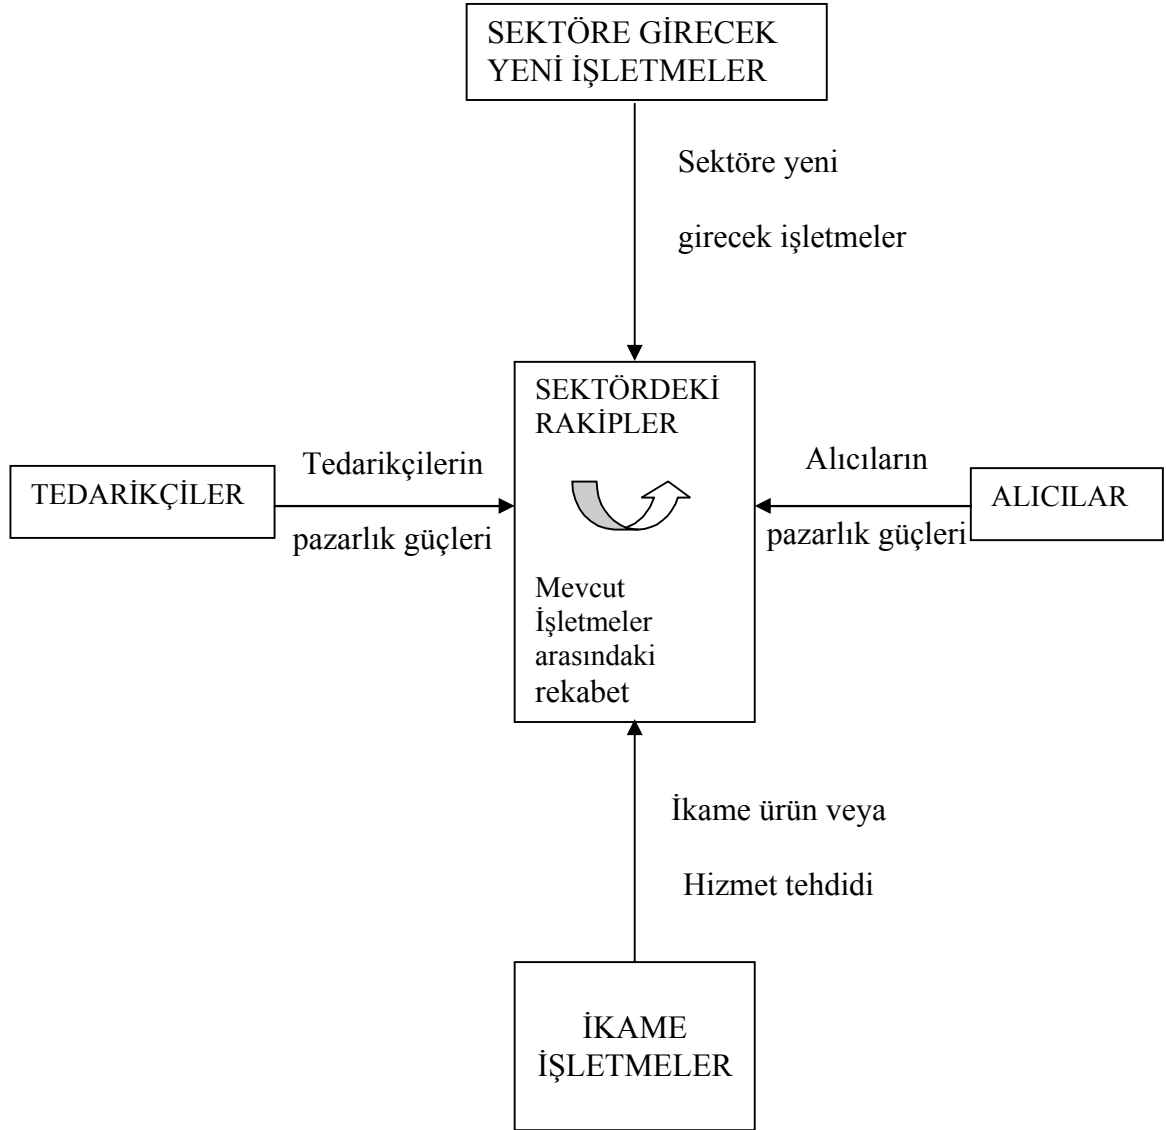 SEKTÖRE GİRECEK
YENİ İŞLETMELER
Sektöre yeni
girecek işletmeler
SEKTÖRDEKİ
RAKİPLER
Tedarikçilerin
TEDARİKÇİLER
pazarlık güçleri
Alıcıların
ALICILAR
pazarlık güçleri
Mevcut
İşletmeler
arasındaki
rekabet
İkame ürün veya
Hizmet tehdidi
İKAME
İŞLETMELER